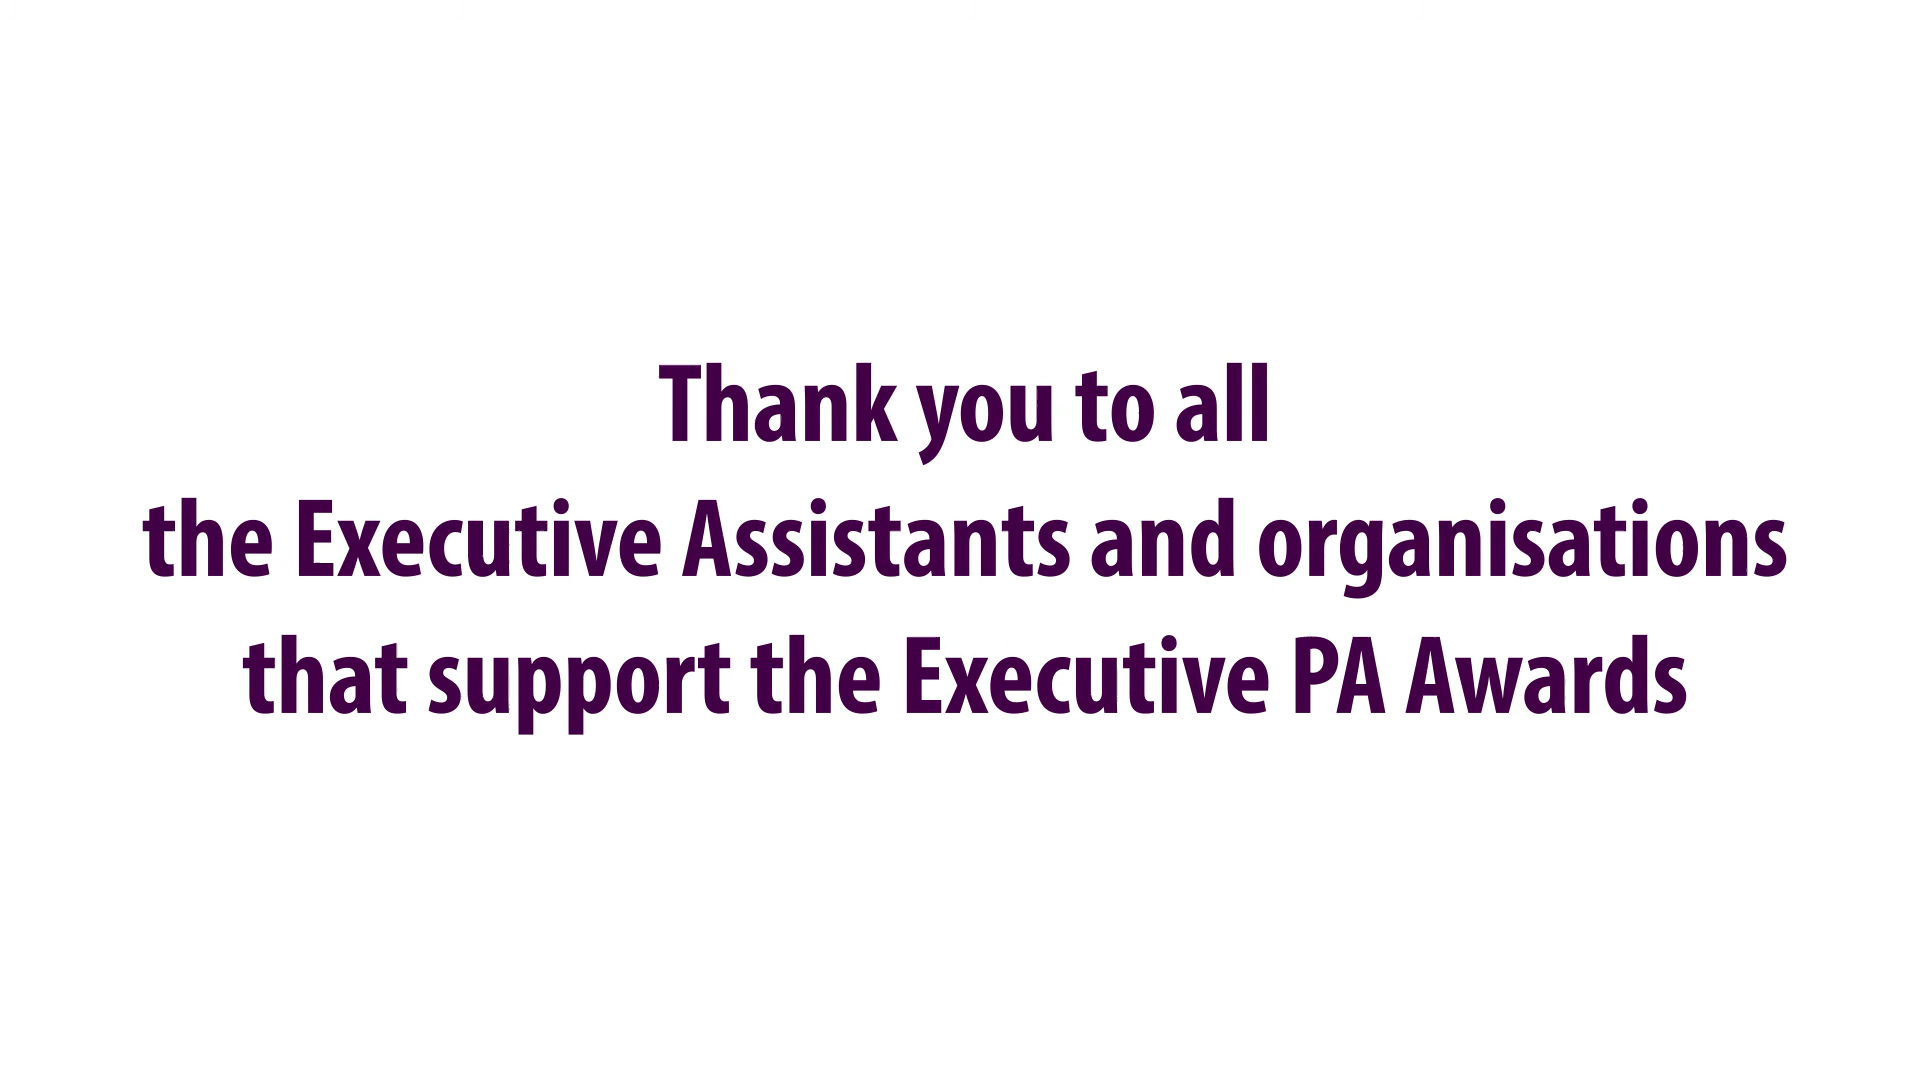 Thank you to all
the Executive Assistants and organisations
that support the Executive PA Awards